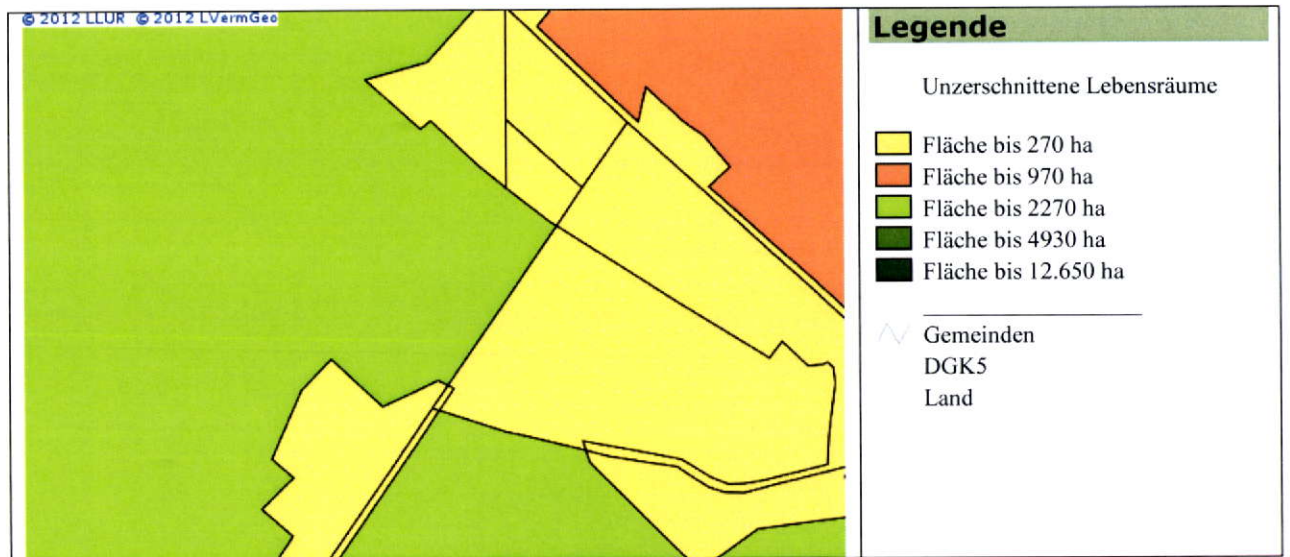 © 2012 LLUR © 2012 LVermGeo
Legende
Unzerschnittene Lebensräume
Fläche bis 270 ha
Fläche bis 970 ha
Fläche bis 2270 ha
Fläche bis 4930 ha
Fläche bis 12.650 ha
Gemeinden
DGK5
Land